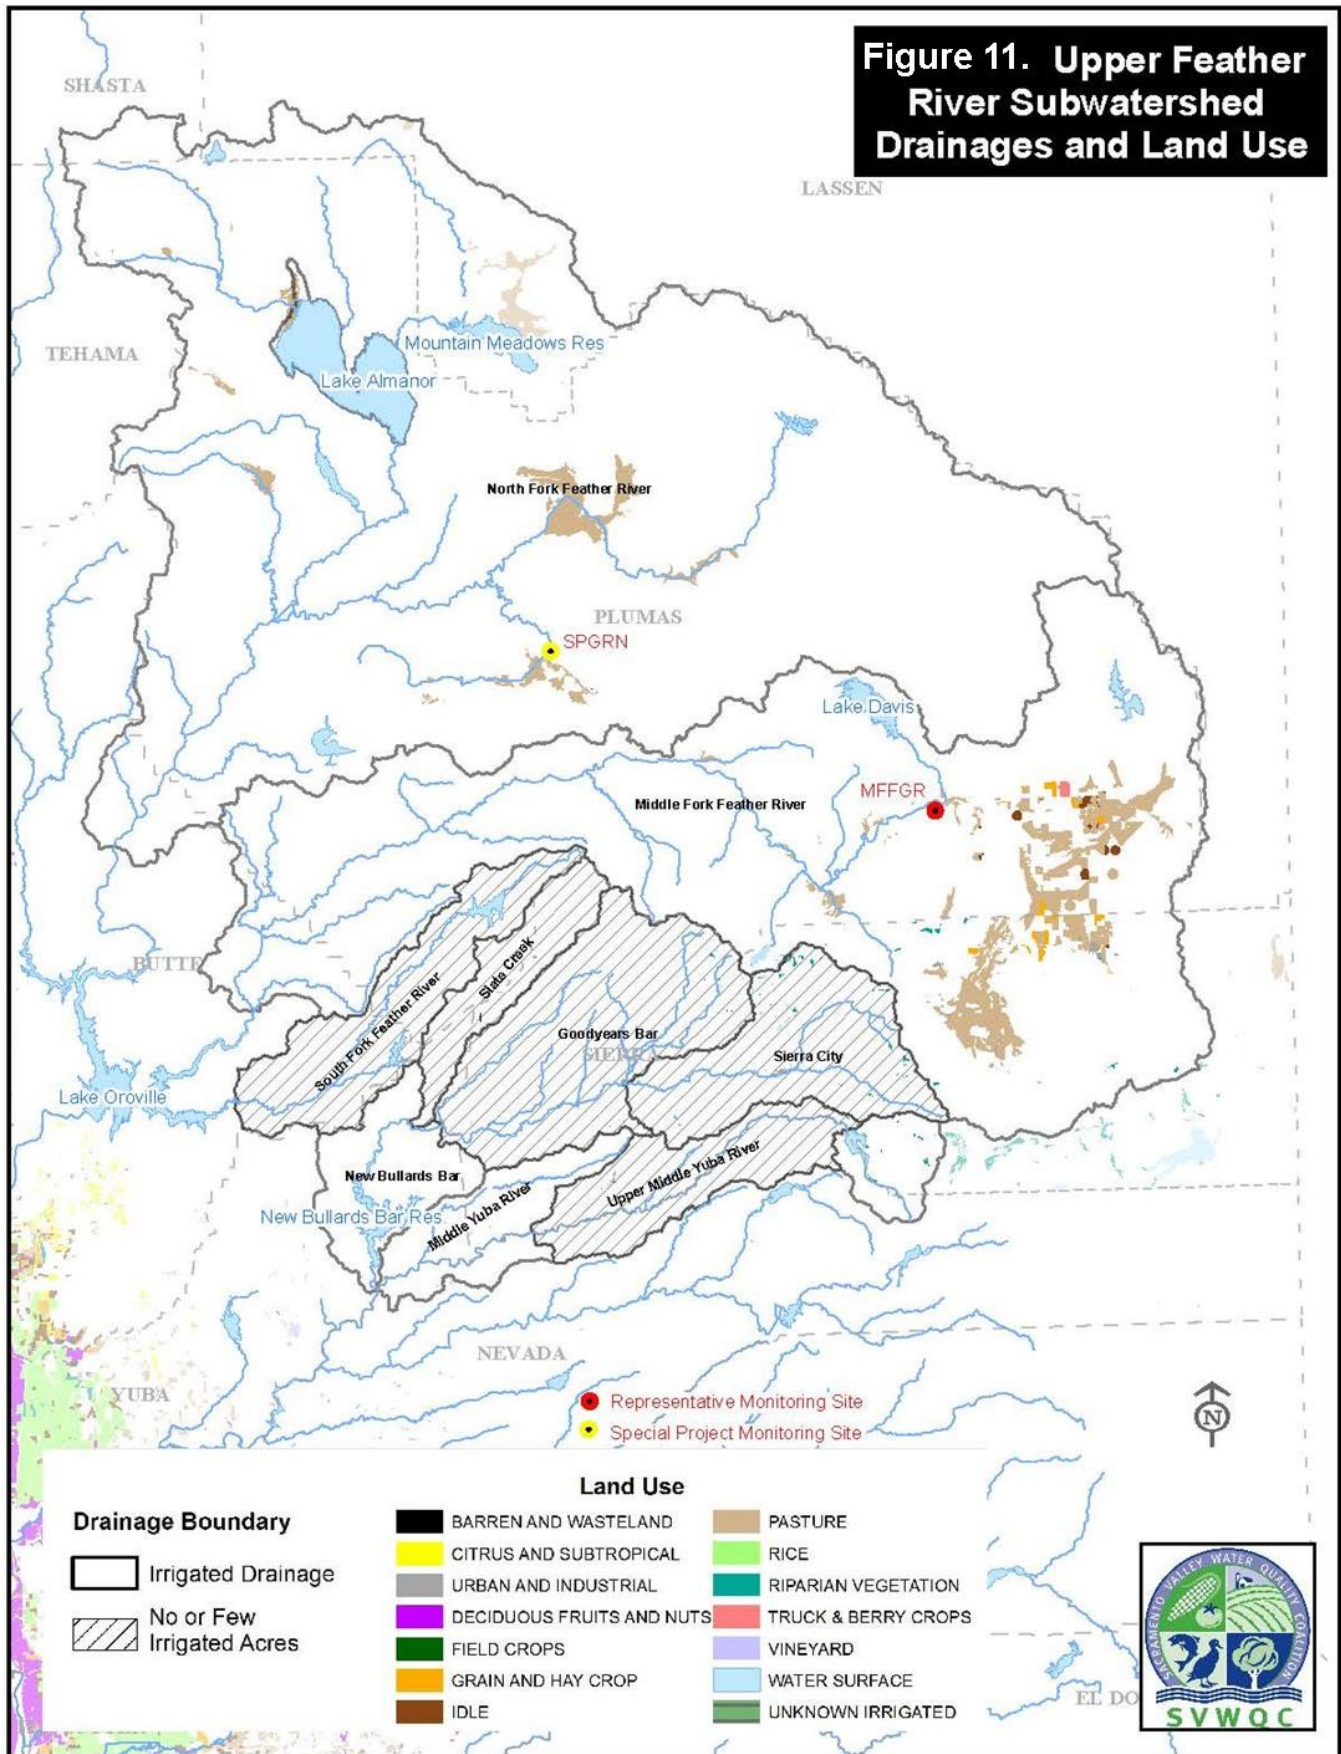 Figure 11. Upper Feather
River Subwatershed
Drainages and Land Use
SHASTA
LASSEN
TEHAMA
Mountain Meadows Res
Lake Almanor
North Fork Feather River
PLUMAS
SPGRN
Lake Davis
MFFGR
Middle Fork Feather River
BUTTE
Slate Creek
South Fork Feather River
Goodyears Bar
SIERRA
Sierra City
Lake Oroville
New Bullards Bar
Upper Middle Yuba River
Middle Yuba River
New Bullards Bar Res.
NEVADA
YUBA
Representative Monitoring Site
Special Project Monitoring Site
N
Drainage Boundary
Irrigated Drainage
No or Few
Irrigated Acres
Land Use
BARREN AND WASTELAND
CITRUS AND SUBTROPICAL
URBAN AND INDUSTRIAL
DECIDUOUS FRUITS AND NUTS
FIELD CROPS
GRAIN AND HAY CROP
IDLE
PASTURE
RICE
RIPARIAN VEGETATION
TRUCK & BERRY CROPS
VINEYARD
WATER SURFACE
UNKNOWN IRRIGATED
EL DO
SACRAMENTO VALLEY WATER QUALITY COALITION
SVWQC